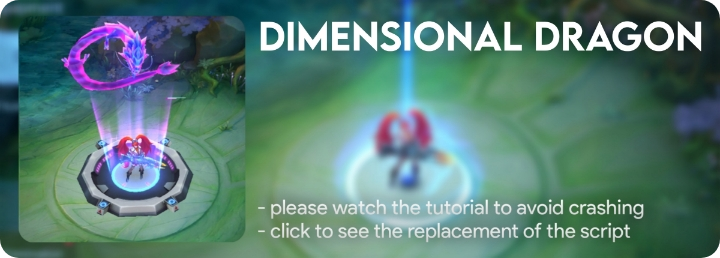 DIMENSIONAL DRAGON
- please watch the tutorial to avoid crashing
- click to see the replacement of the script